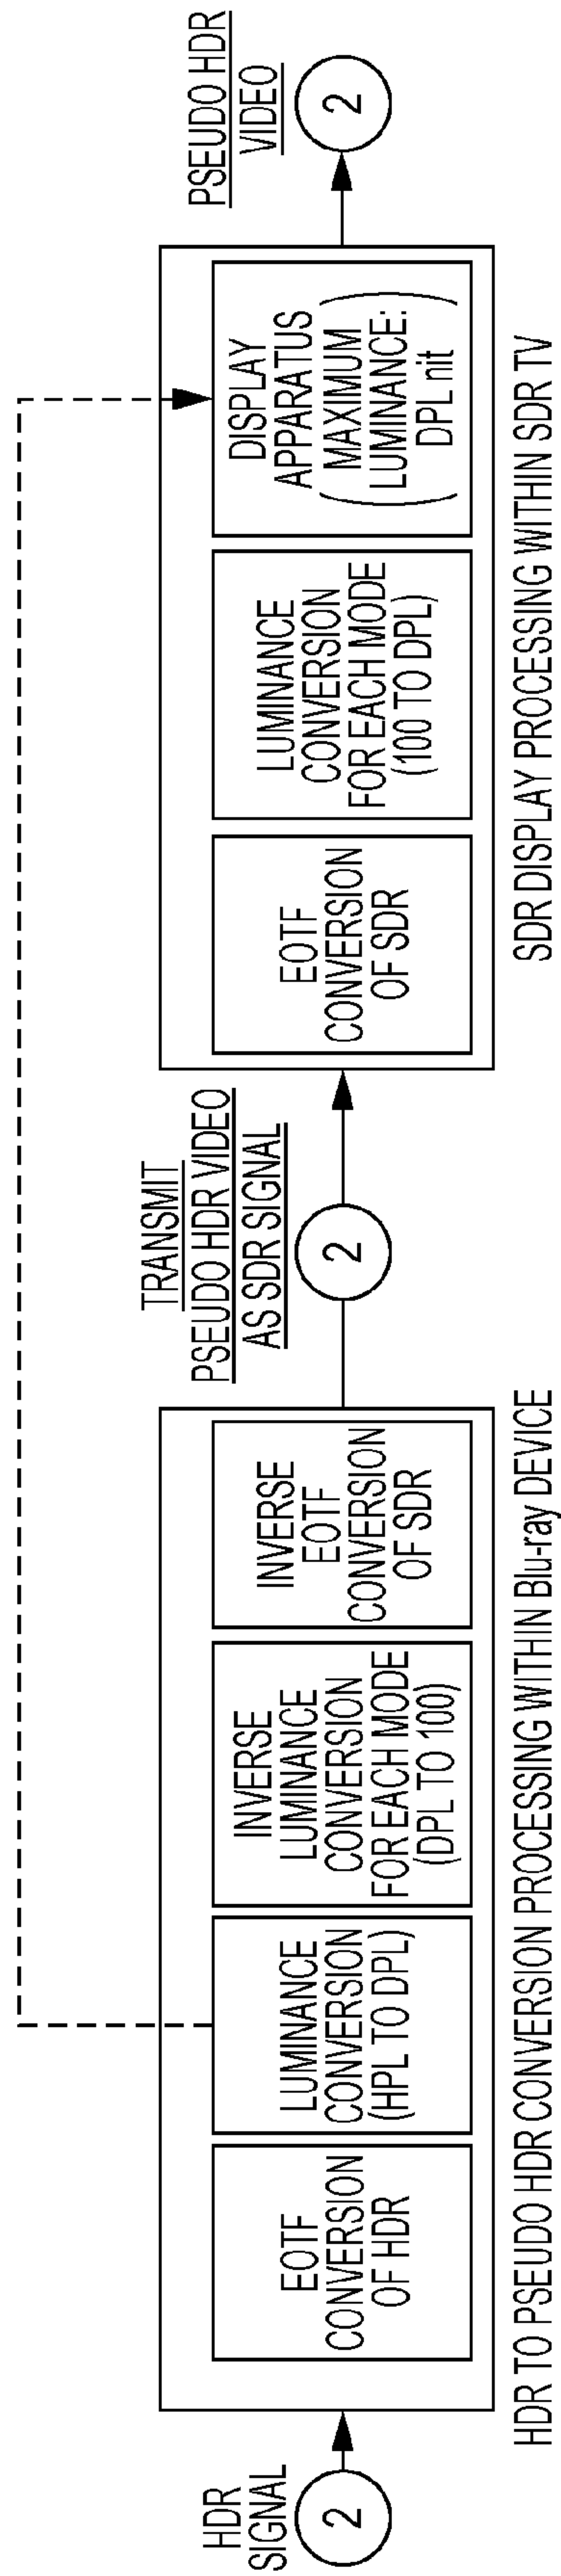 HDR
SIGNAL
2
EOTF
CONVERSION
OF HDR
LUMINANCE
CONVERSION
(HPL TO DPL)
INVERSE
LUMINANCE
CONVERSION
FOR EACH MODE
(DPL TO 100)
INVERSE
EOTF
CONVERSION
OF SDR
HDR TO PSEUDO HDR CONVERSION PROCESSING WITHIN Blu-ray DEVICE
TRANSMIT
PSEUDO HDR VIDEO
AS SDR SIGNAL
2
EOTF
CONVERSION
OF SDR
LUMINANCE
CONVERSION
FOR EACH MODE
(100 TO DPL)
DISPLAY
APPARATUS
(MAXIMUM
LUMINANCE:
DPL nit)
SDR DISPLAY PROCESSING WITHIN SDR TV
PSEUDO HDR
VIDEO
2